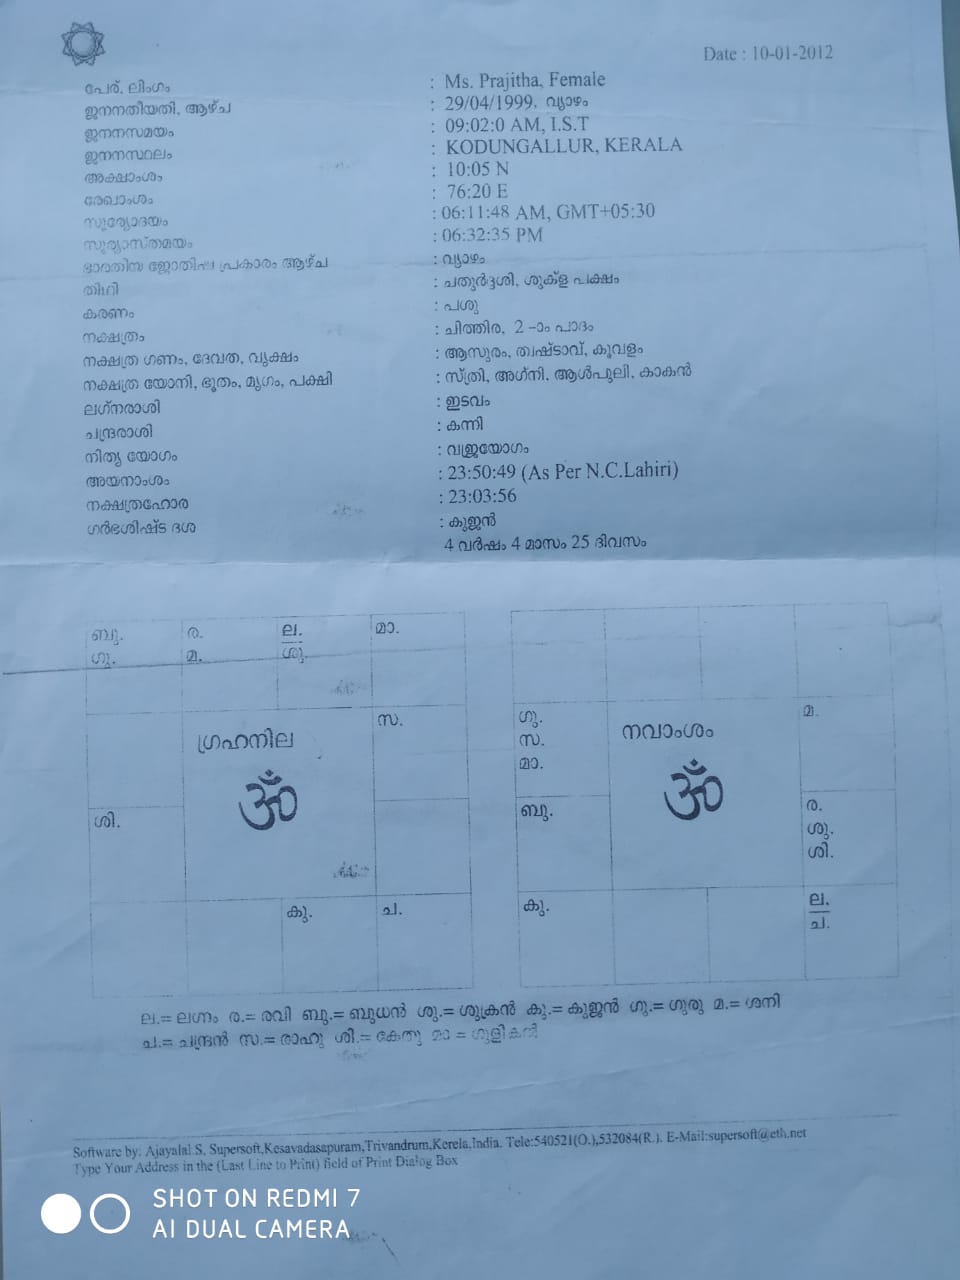 Date : 10-01-2012
പേര്, ലിംഗം : Ms. Prajitha, Female
ജനനതീയതി, ആഴ്ച : 29/04/1999, വ്യാഴം
ജനനസമയം : 09:02:0 AM, I.S.T
ജനനസ്ഥലം : KODUNGALLUR, KERALA
അക്ഷാംശം : 10:05 N
രേഖാംശം : 76:20 E
സൂര്യോദയം : 06:11:48 AM, GMT+05:30
സൂര്യാസ്തമയം : 06:32:35 PM
ഭാരതീയ ജ്യോതിഷ പ്രകാരം ആഴ്ച : വ്യാഴം
തിഥി : ചതുർദ്ദശി, ശുക്ള പക്ഷം
കരണം : പശു
നക്ഷത്രം : ചിത്തിര, 2 -ാം പാദം
നക്ഷത്ര ഗണം, ദേവത, വൃക്ഷം : ആസുരം, ത്വഷ്ടാവ്, കൂവളം
നക്ഷത്ര യോനി, ഭൂതം, മൃഗം, പക്ഷി : സ്ത്രി, അഗ്നി, ആൾപുലി, കാകൻ
ലഗ്നരാശി : ഇടവം
ചന്ദ്രരാശി : കന്നി
നിത്യ യോഗം : വജ്രയോഗം
അയനാംശം : 23:50:49 (As Per N.C.Lahiri)
നക്ഷത്രഹോര : 23:03:56
ഗർഭശിഷ്ട ദശ : കുജൻ
4 വർഷം 4 മാസം 25 ദിവസം
ബു. ര. ല. മാ.
ഗു. മ. ശു.
സ.
ഗ്രഹനില
ॐ
ശി.
കു. ച.
ഗു. മ.
സ. നവാംശം
മാ.
ॐ
ബു. ര.
ശു.
ശി.
കു. ല.
ച.
ല.= ലഗ്നം ര.= രവി ബു.= ബുധൻ ശു.= ശുക്രൻ കു.= കുജൻ ഗു.= ഗുരു മ.= ശനി
ച.= ചന്ദ്രൻ സ.= രാഹു ശി.= കേതു മാ = ഗുളികൻ
Software by: Ajayalal.S, Supersoft,Kesavadasapuram,Trivandrum,Kerela,India. Tele:540521(O.),532084(R.). E-Mail:supersoft@eth.net
Type Your Address in the (Last Line to Print) field of Print Dialog Box
SHOT ON REDMI 7
AI DUAL CAMERA